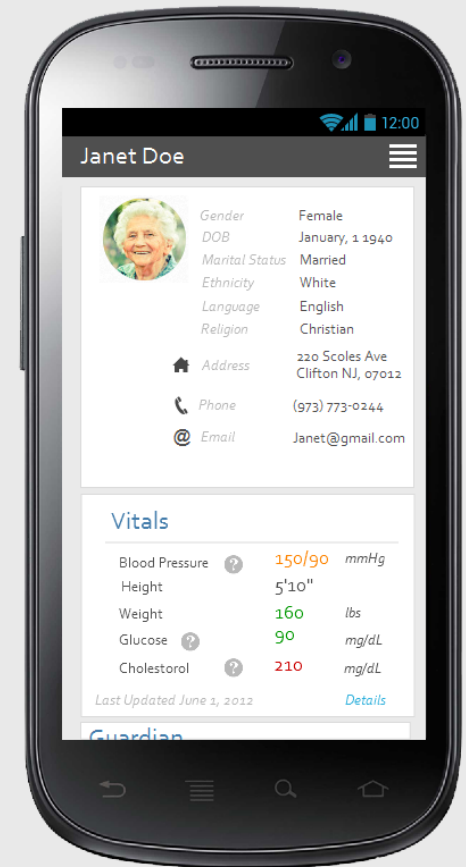 12:00
Janet Doe
Gender Female
DOB January, 1 1940
Marital Status Married
Ethnicity White
Language English
Religion Christian
Address 220 Scoles Ave
Clifton NJ, 07012
Phone (973) 773-0244
@ Email Janet@gmail.com
Vitals
Blood Pressure ? 150/90 mmHg
Height 5'10"
Weight 160 lbs
Glucose ? 90 mg/dL
Cholestorol ? 210 mg/dL
Last Updated June 1, 2012 Details
Guardian